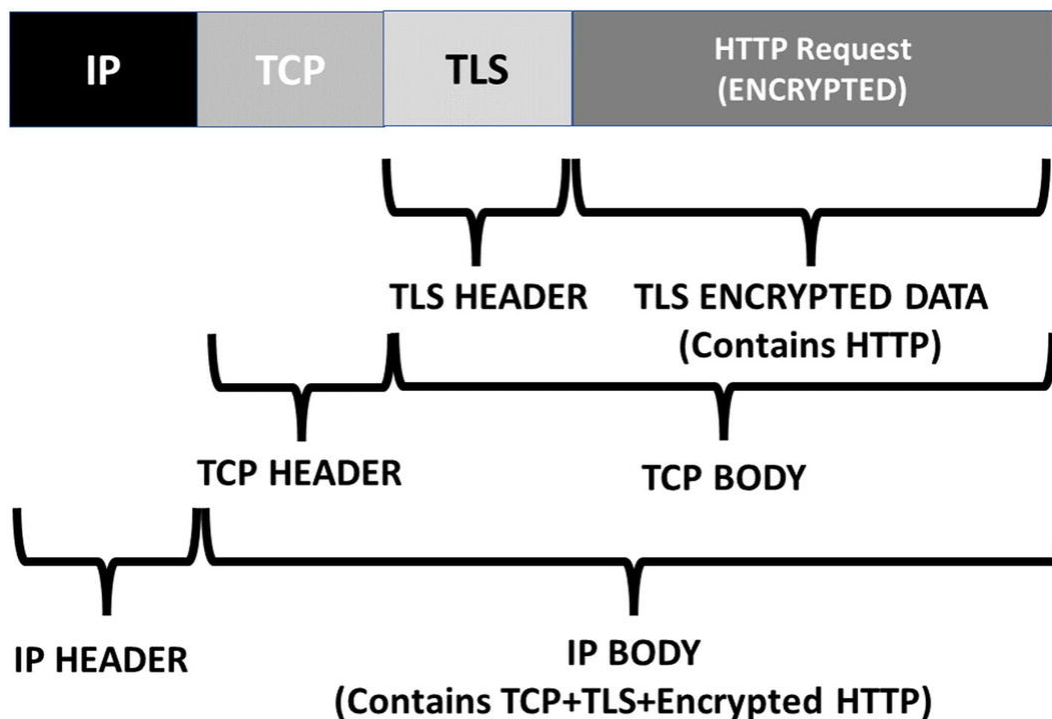 IP
TCP
TLS
HTTP Request
(ENCRYPTED)
TLS HEADER
TLS ENCRYPTED DATA
(Contains HTTP)
TCP HEADER
TCP BODY
IP HEADER
IP BODY
(Contains TCP+TLS+Encrypted HTTP)